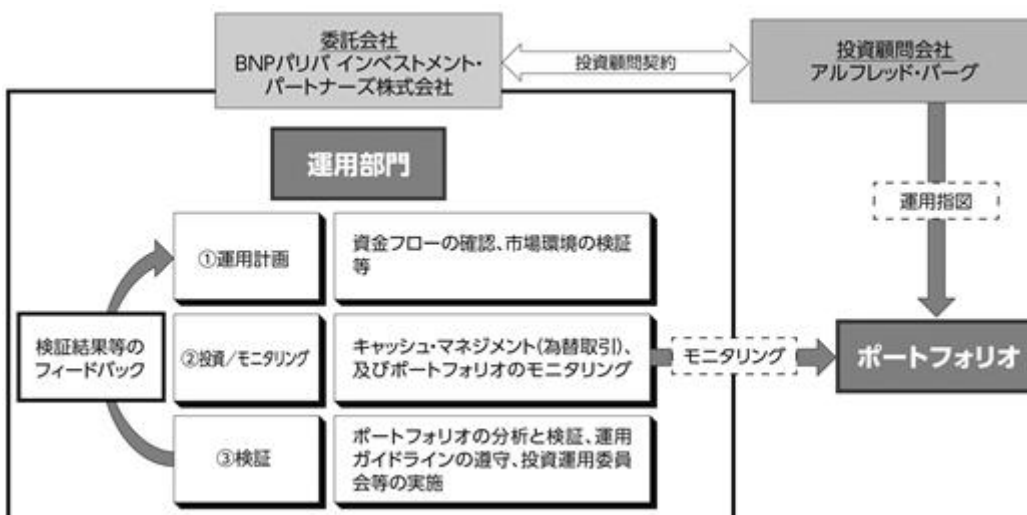 委託会社
BNPパリバ インベストメント・
パートナーズ株式会社
投資顧問契約
投資顧問会社
アルフレッド・バーグ
運用部門
運用指図
①運用計画
資金フローの確認、市場環境の検証
等
検証結果等の
フィードバック
②投資/モニタリング
キャッシュ・マネジメント(為替取引)、
及びポートフォリオのモニタリング
モニタリング
ポートフォリオ
③検証
ポートフォリオの分析と検証、運用
ガイドラインの遵守、投資運用委員
会等の実施